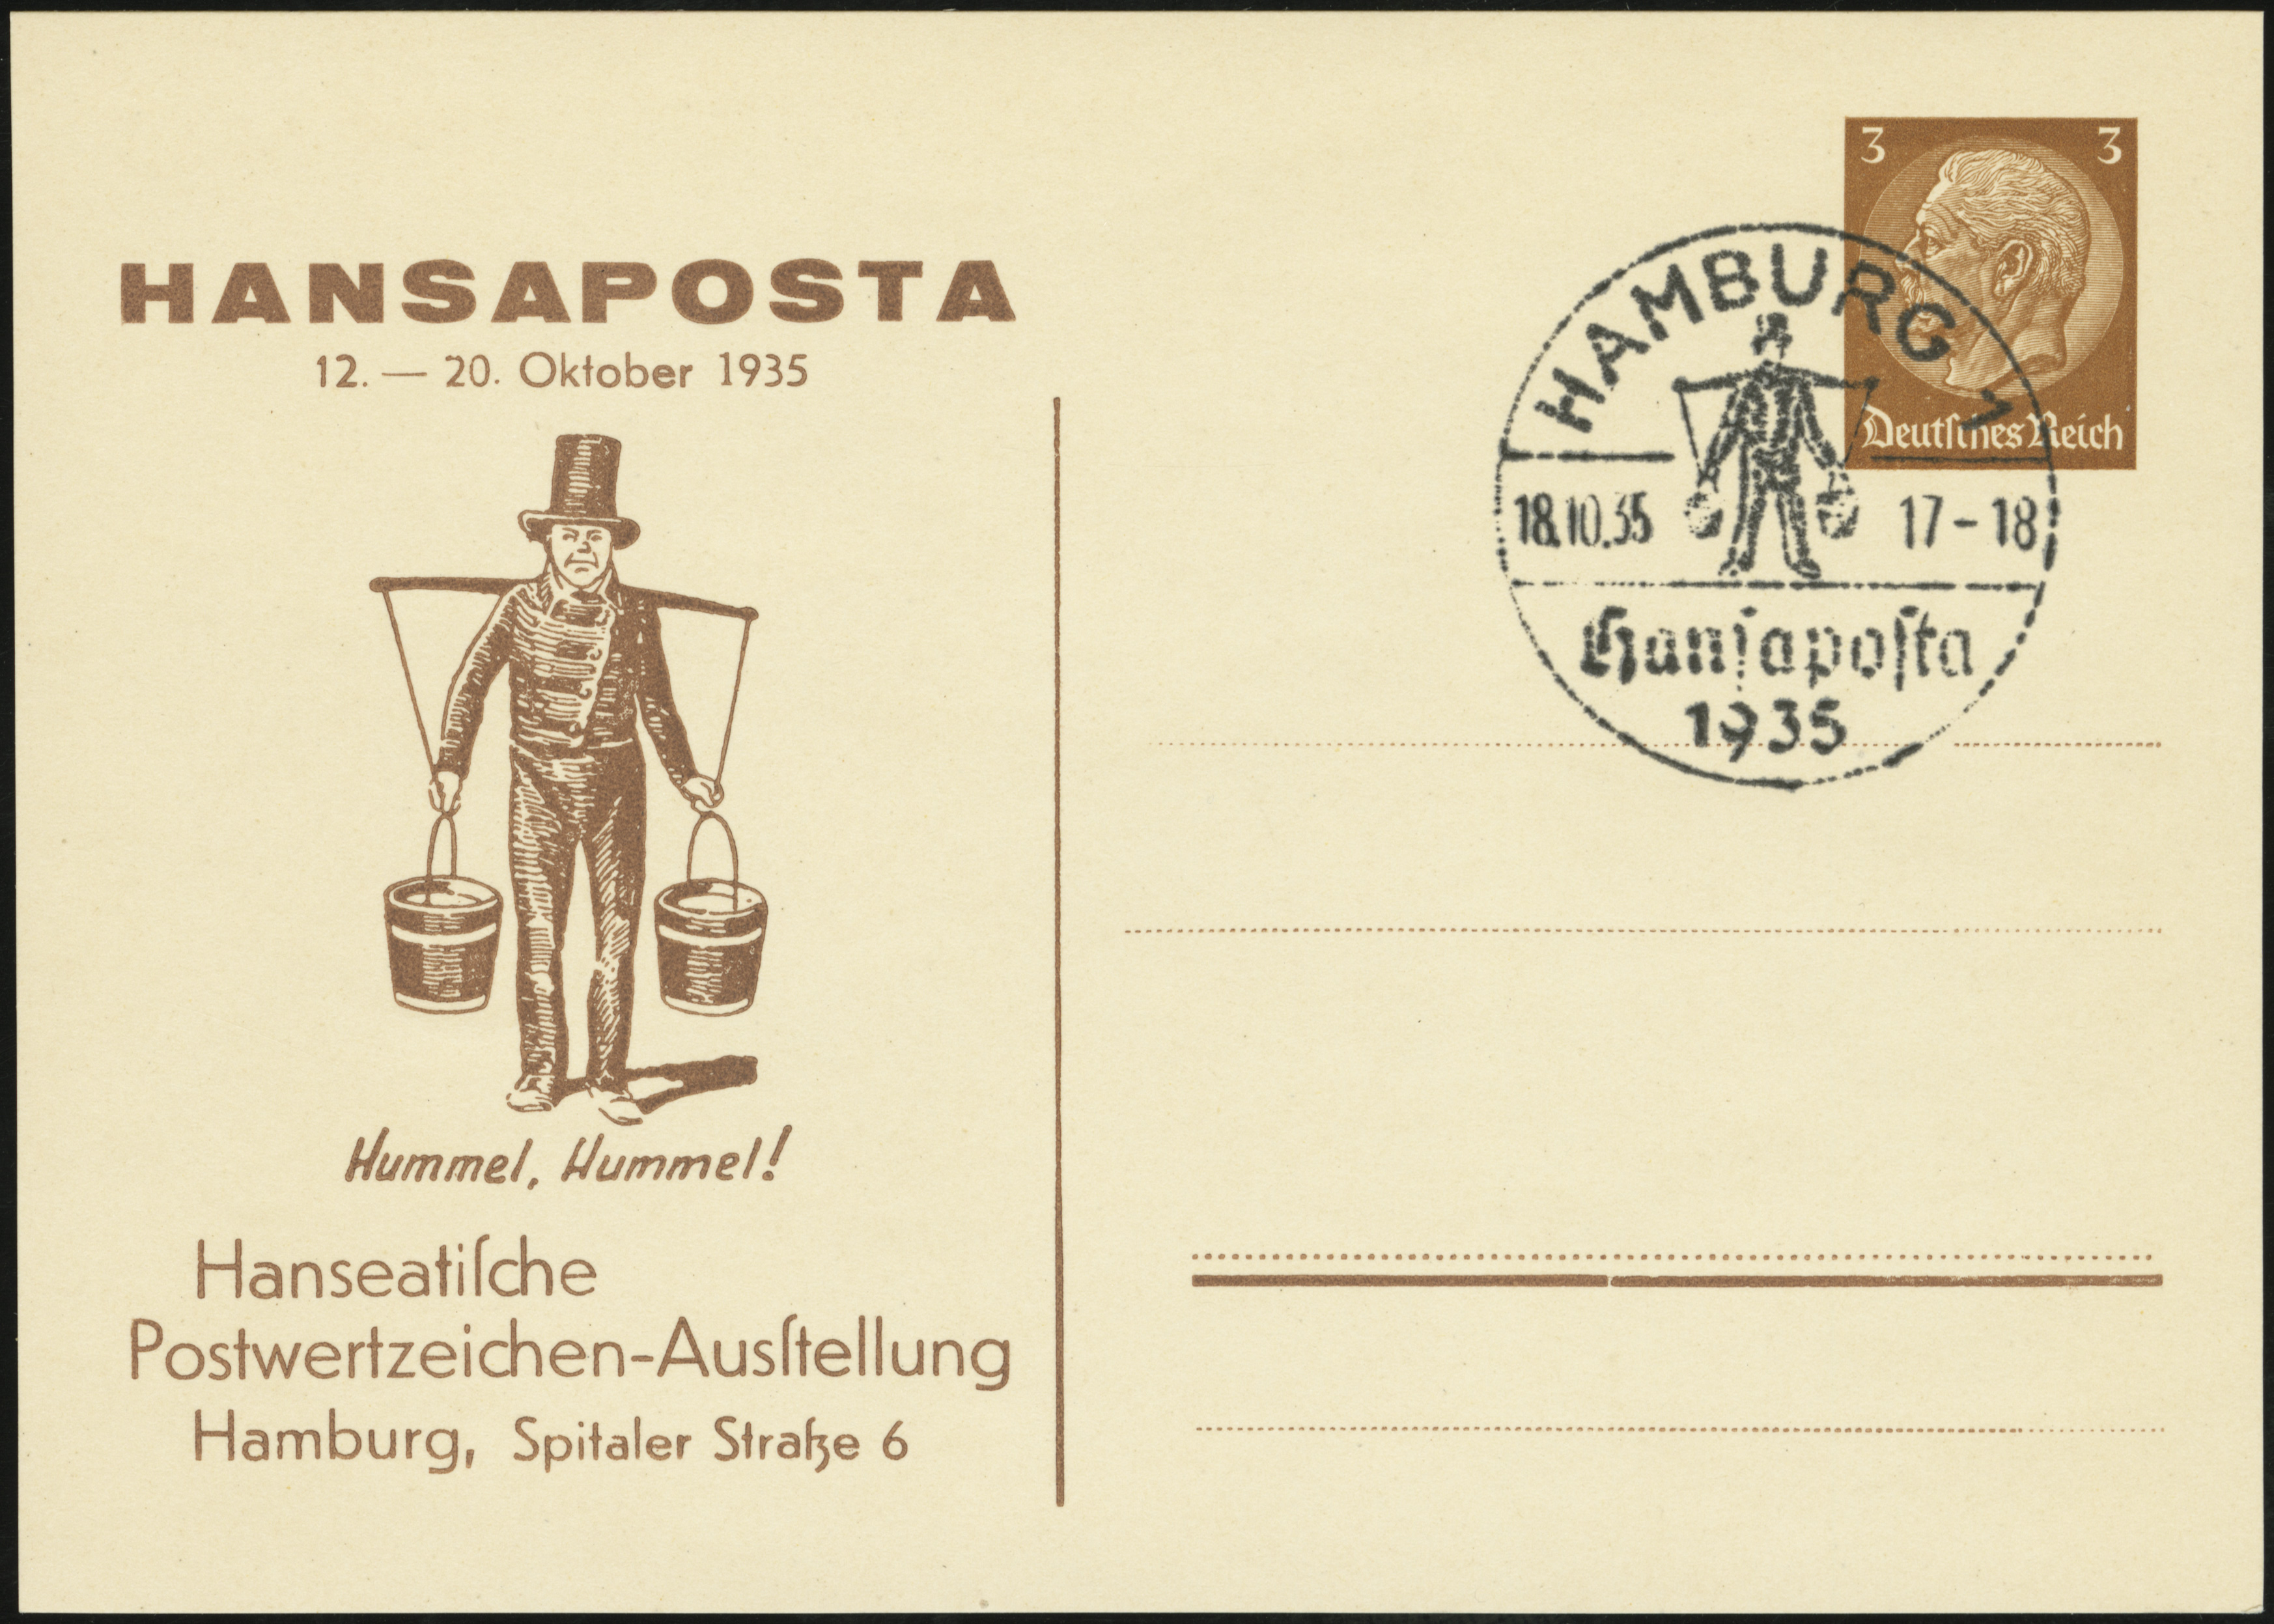 HANSAPOSTA
12. — 20. Oktober 1935
Hummel, Hummel!
Hanseatiſche
Postwertzeichen-Ausſtellung
Hamburg, Spitaler Straße 6
3 3
Deutſches Reich
HAMBURG 1
18.10.35 17-18
Hanſapoſta
1935